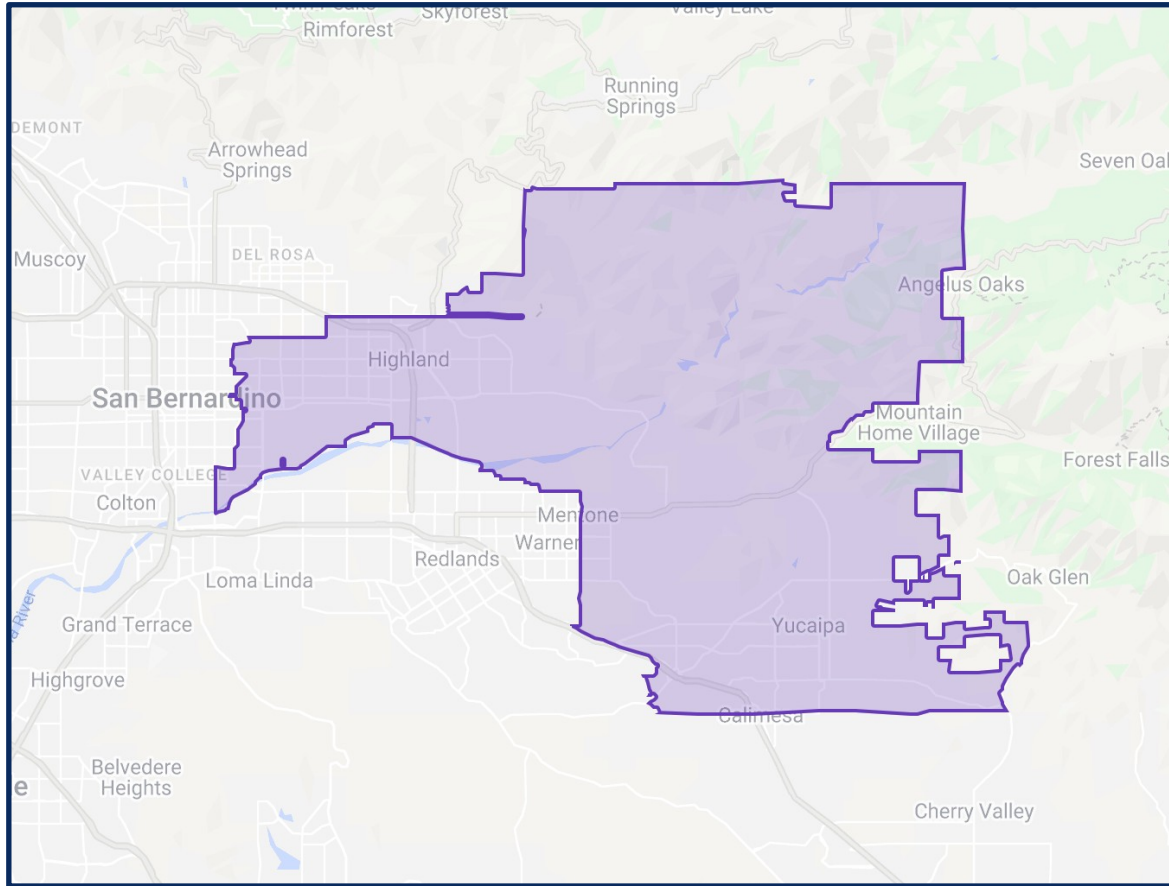 Skyforest
Valley Lake
Rimforest
Running
Springs
DEMONT
Arrowhead
Springs
Seven Oa
DEL ROSA
Muscoy
Angelus Oaks
Highland
San Bernardino
Mountain
Home Village
Forest Falls
VALLEY COLLEGE
Colton
Mentone
Warner
Redlands
Loma Linda
Oak Glen
a River
Grand Terrace
Yucaipa
Highgrove
Calimesa
Belvedere
Heights
e
Cherry Valley